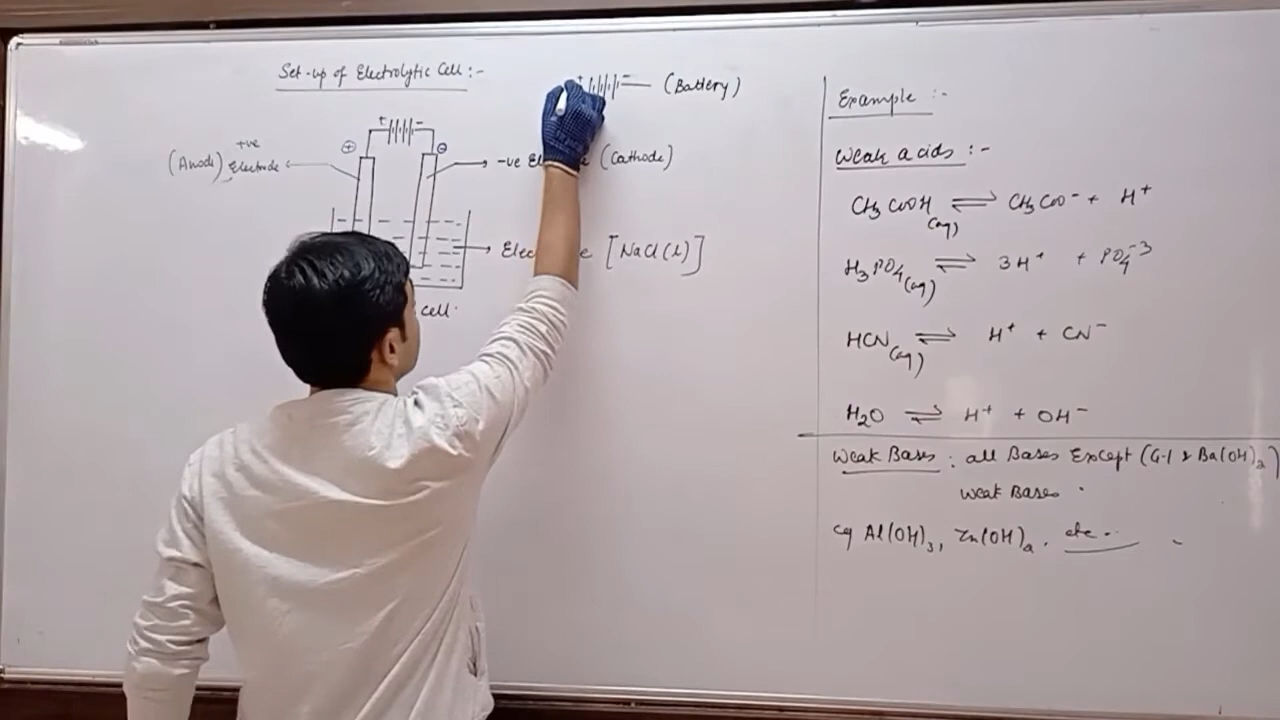 Set-up of Electrolytic Cell :-
+ − (Battery)
+ −
⊕ ⊖
+ve
(Anode) Electrode
-ve (Cathode)
[NaCl(l)]
cell.
Example :-
Weak acids :-
CH3COOH(aq) ⇌ CH3COO− + H+
H3PO4(aq) ⇌ 3H+ + PO4−3
HCN(aq) ⇌ H+ + CN−
H2O ⇌ H+ + OH−
Weak Bases : all Bases Except (G-1 & Ba(OH)2)
Weak Bases.
eg Al(OH)3, Zn(OH)2. etc..